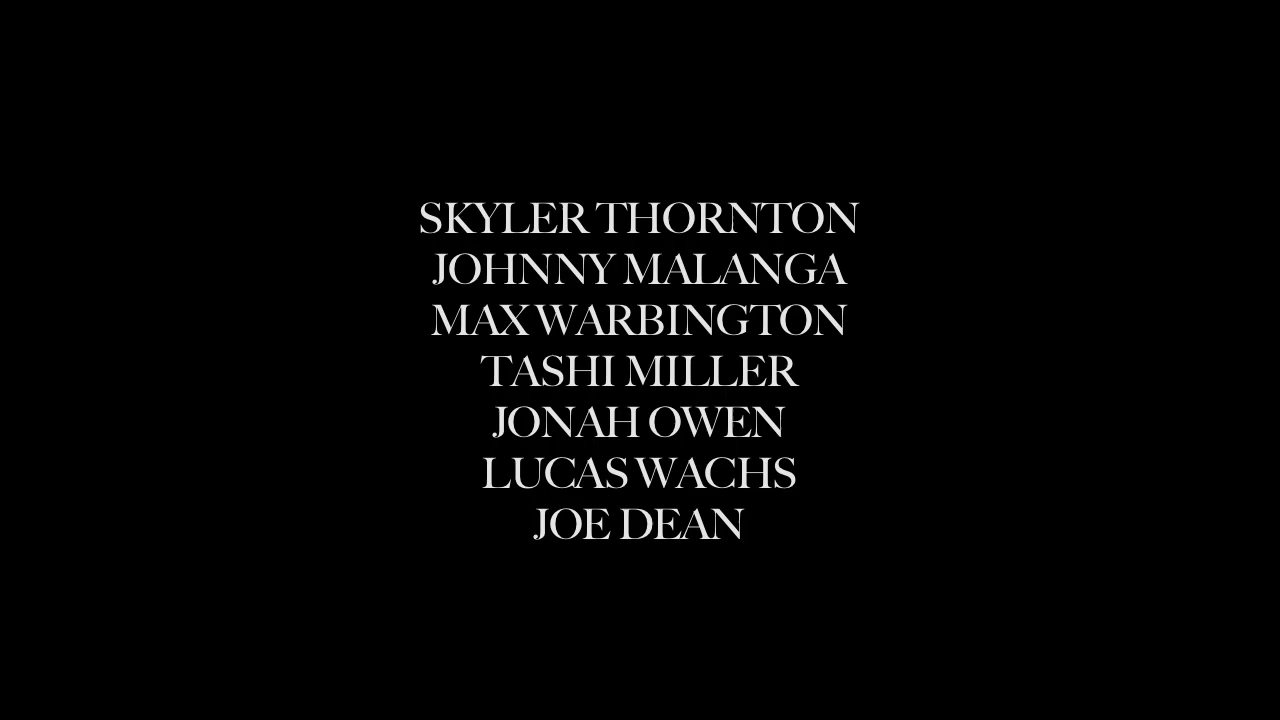 SKYLER THORNTON
JOHNNY MALANGA
MAX WARBINGTON
TASHI MILLER
JONAH OWEN
LUCAS WACHS
JOE DEAN